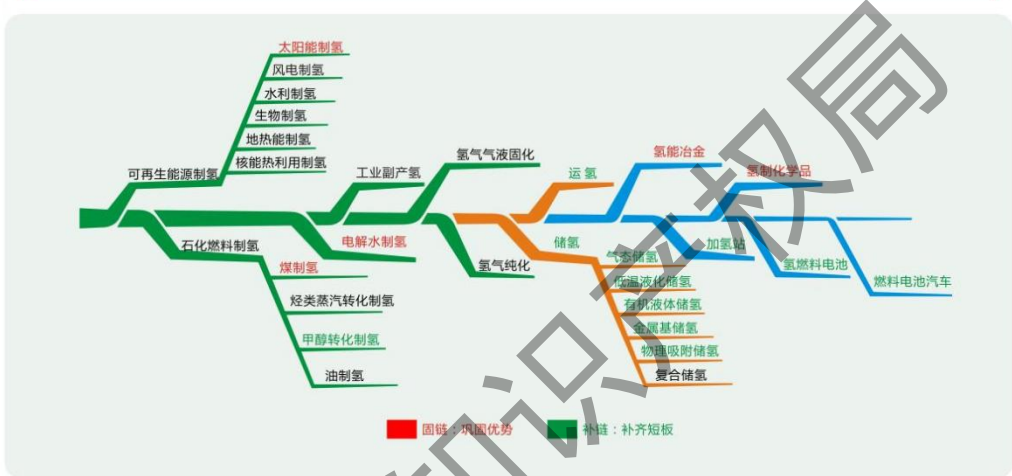 太阳能制氢
风电制氢
水利制氢
生物制氢
地热能制氢
核能热利用制氢
可再生能源制氢
工业副产氢
氢气气液固化
运 氢
氢能冶金
氢制化学品
石化燃料制氢
电解水制氢
氢气纯化
储氢
加氢站
氢燃料电池
燃料电池汽车
煤制氢
烃类蒸汽转化制氢
甲醇转化制氢
油制氢
气态储氢
低温液化储氢
有机液体储氢
金属基储氢
物理吸附储氢
复合储氢
固链：巩固优势
补链：补齐短板
知识产权局